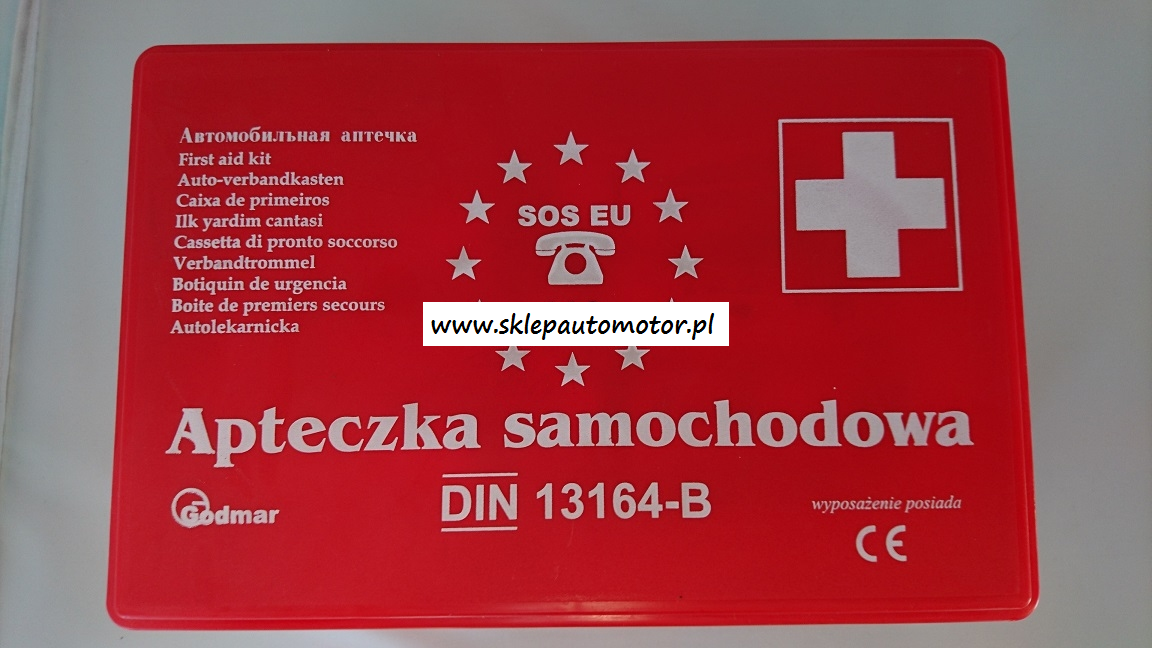 Автомобильная аптечка
First aid kit
Auto-verbandkasten
Caixa de primeiros
Ilk yardim cantasi
Cassetta di pronto soccorso
Verbandtrommel
Botiquin de urgencia
Boite de premiers secours
Autolekarnicka
SOS EU
www.sklepautomotor.pl
Apteczka samochodowa
Godmar
DIN 13164-B
wyposażenie posiada
CE